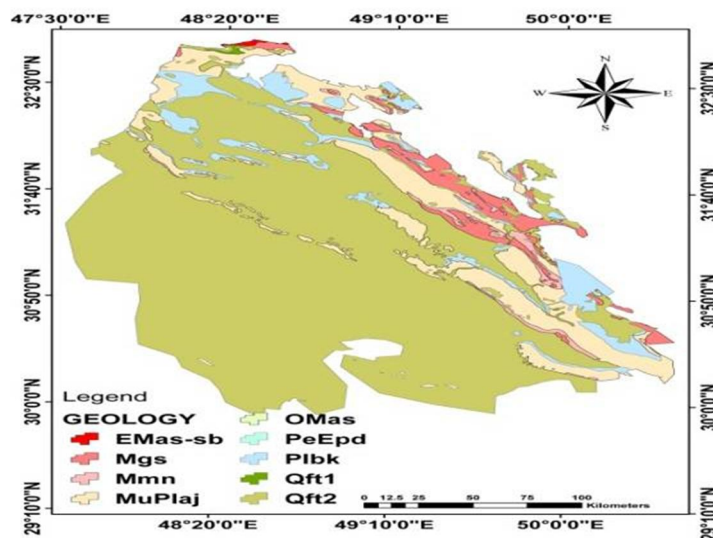 47°30'0"E 48°20'0"E 49°10'0"E 50°0'0"E
32°30'0"N 32°30'0"N
31°40'0"N 31°40'0"N
30°50'0"N 30°50'0"N
30°0'0"N 30°0'0"N
29°10'0"N 29°10'0"N
N
W E
S
Legend
GEOLOGY
EMas-sb
Mgs
Mmn
MuPlaj
OMas
PeEpd
Plbk
Qft1
Qft2
0 12.5 25 50 75 100
Kilometers
48°20'0"E 49°10'0"E 50°0'0"E